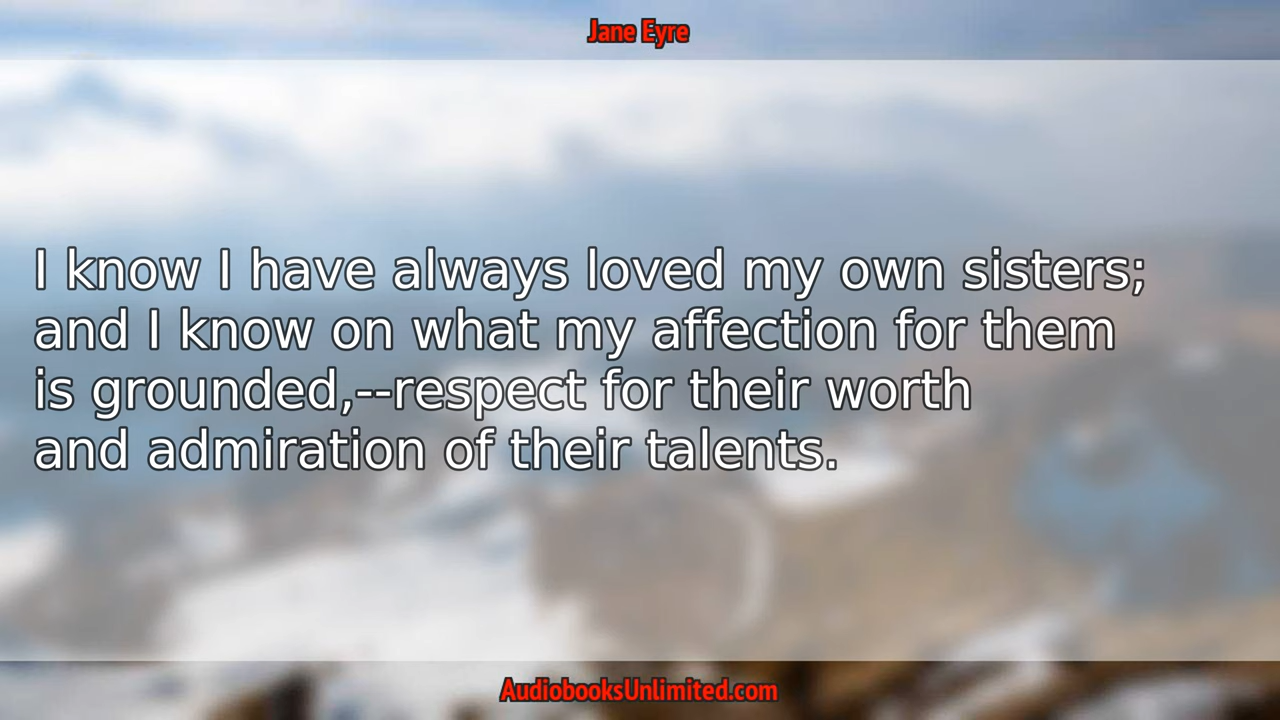 Jane Eyre
I know I have always loved my own sisters;
and I know on what my affection for them
is grounded,--respect for their worth
and admiration of their talents.
AudiobooksUnlimited.com